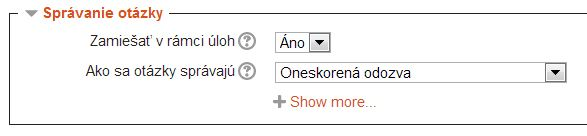 Správanie otázky
Zamiešať v rámci úloh Áno
Ako sa otázky správajú Oneskorená odozva
Show more...